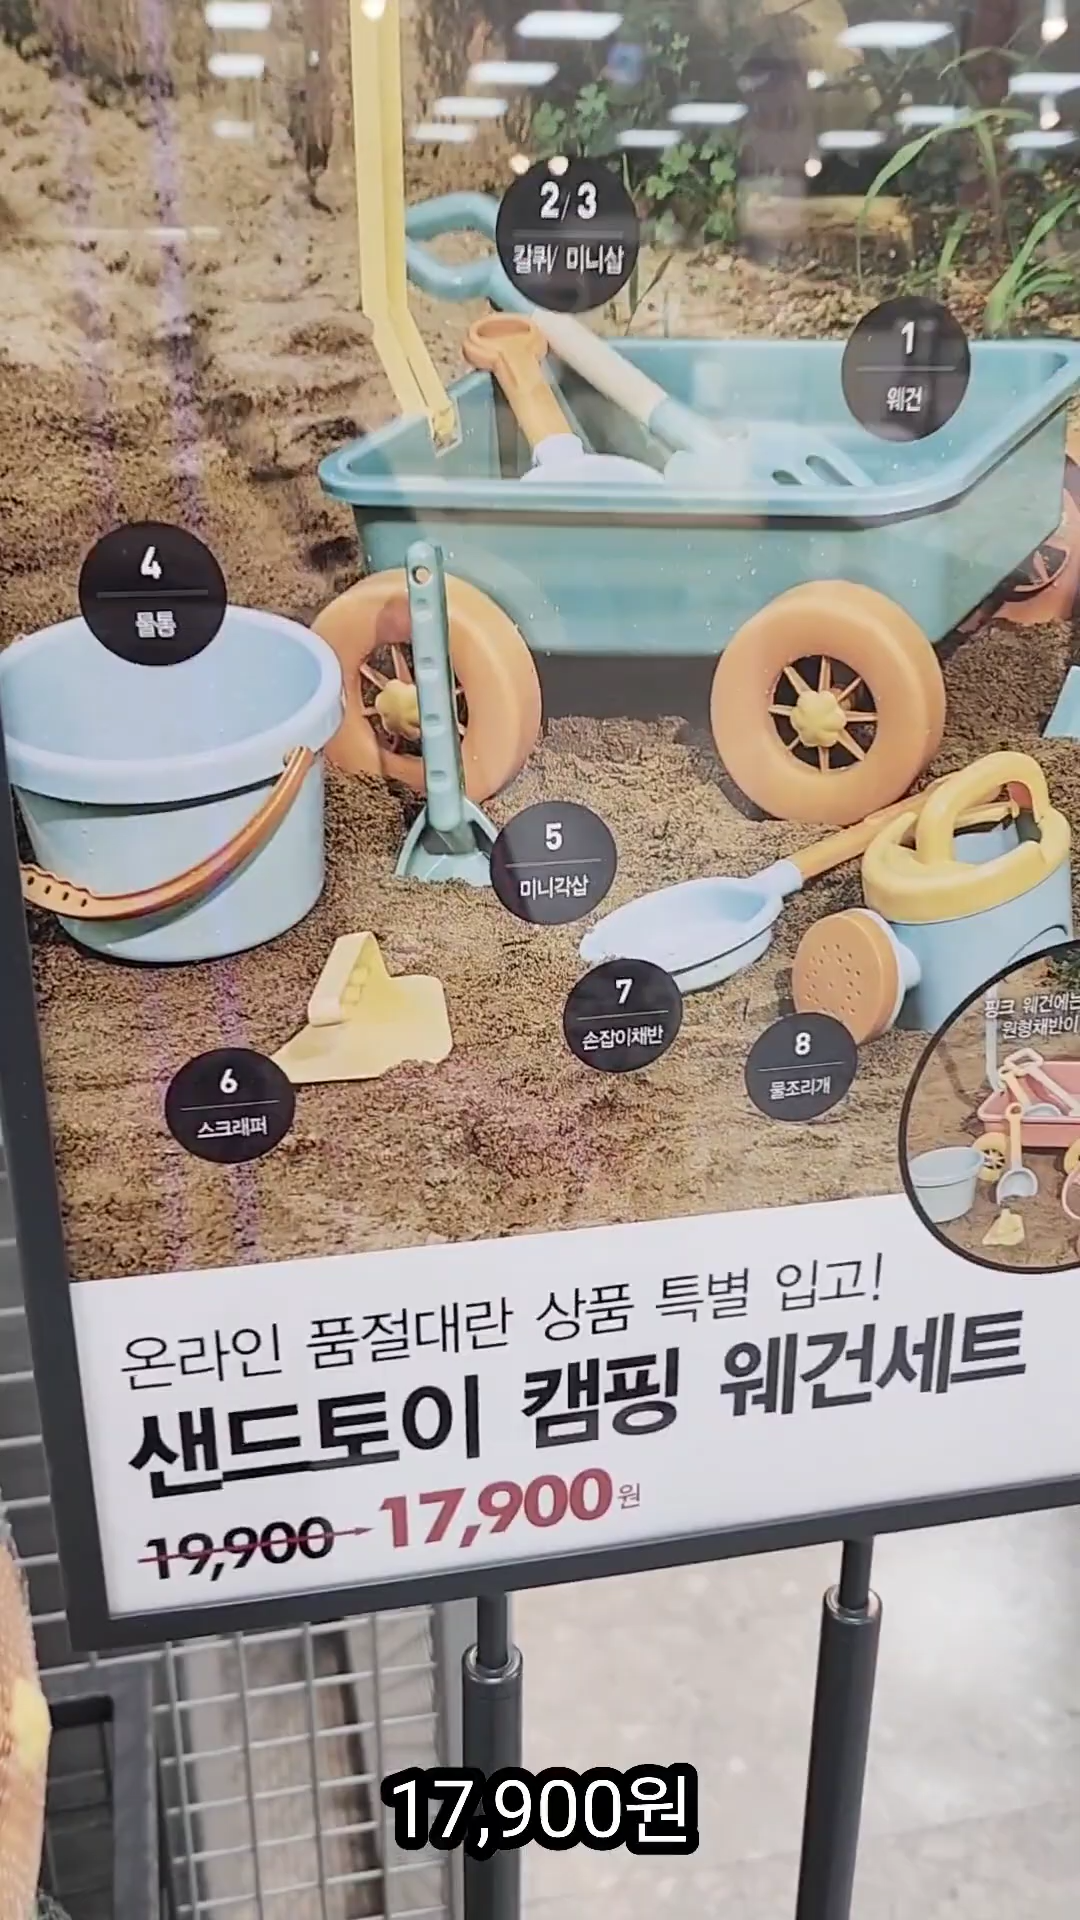 2/3
칼퀴/ 미니삽
1
웨건
4
물통
5
미니각삽
7
손잡이채반
8
물조리개
6
스크래퍼
핑크 웨건에는
원형채반이
온라인 품절대란 상품 특별 입고!
샌드토이 캠핑 웨건세트
19,900 → 17,900원
17,900원